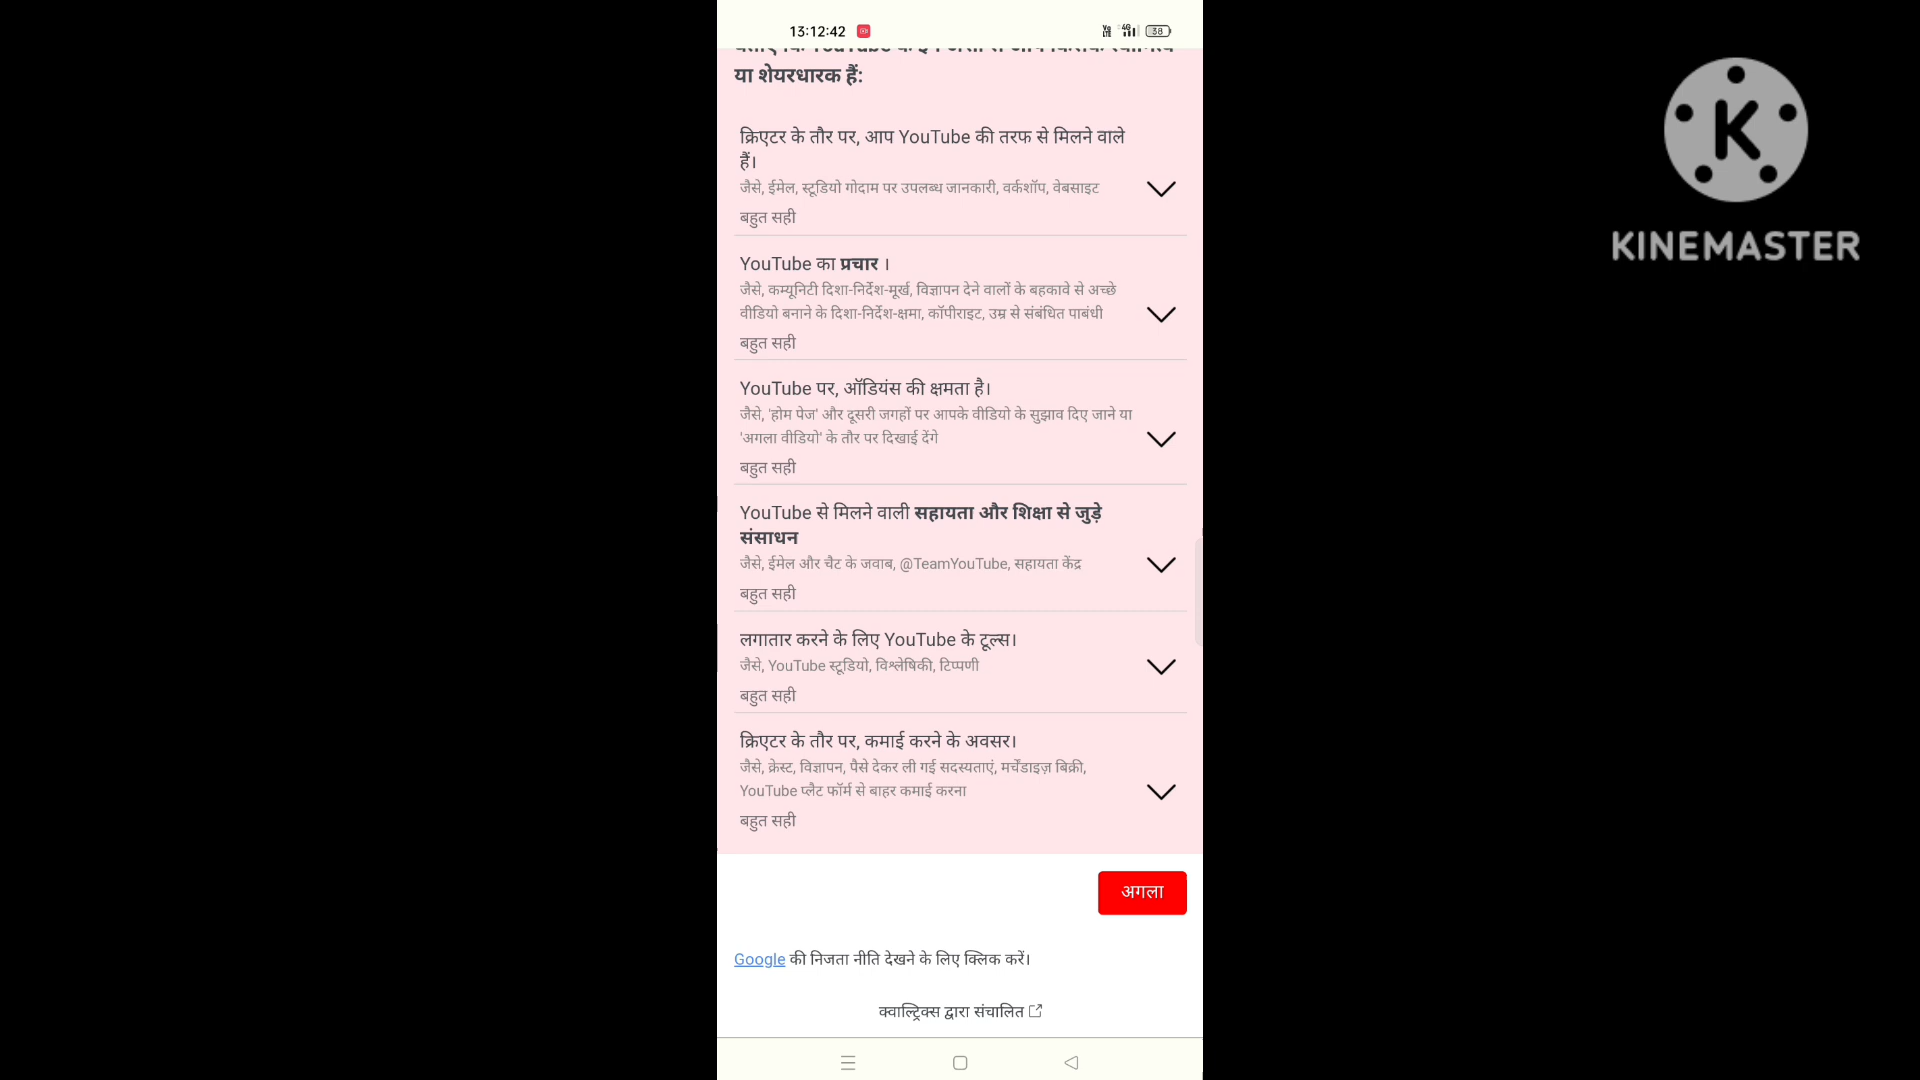 13:12:42
4G
38
या शेयरधारक हैं:
क्रिएटर के तौर पर, आप YouTube की तरफ से मिलने वाले
हैं।
जैसे, ईमेल, स्टूडियो गोदाम पर उपलब्ध जानकारी, वर्कशॉप, वेबसाइट
बहुत सही
YouTube का प्रचार ।
जैसे, कम्यूनिटी दिशा-निर्देश-मूर्ख, विज्ञापन देने वालों के बहकावे से अच्छे
वीडियो बनाने के दिशा-निर्देश-क्षमा, कॉपीराइट, उम्र से संबंधित पाबंधी
बहुत सही
YouTube पर, ऑडियंस की क्षमता है।
जैसे, 'होम पेज' और दूसरी जगहों पर आपके वीडियो के सुझाव दिए जाने या
'अगला वीडियो' के तौर पर दिखाई देंगे
बहुत सही
YouTube से मिलने वाली सहायता और शिक्षा से जुड़े
संसाधन
जैसे, ईमेल और चैट के जवाब, @TeamYouTube, सहायता केंद्र
बहुत सही
लगातार करने के लिए YouTube के टूल्स।
जैसे, YouTube स्टूडियो, विश्लेषिकी, टिप्पणी
बहुत सही
क्रिएटर के तौर पर, कमाई करने के अवसर।
जैसे, क्रेस्ट, विज्ञापन, पैसे देकर ली गई सदस्यताएं, मर्चेंडाइज़ बिक्री,
YouTube प्लैट फॉर्म से बाहर कमाई करना
बहुत सही
अगला
Google की निजता नीति देखने के लिए क्लिक करें।
क्वाल्ट्रिक्स द्वारा संचालित
K
KINEMASTER